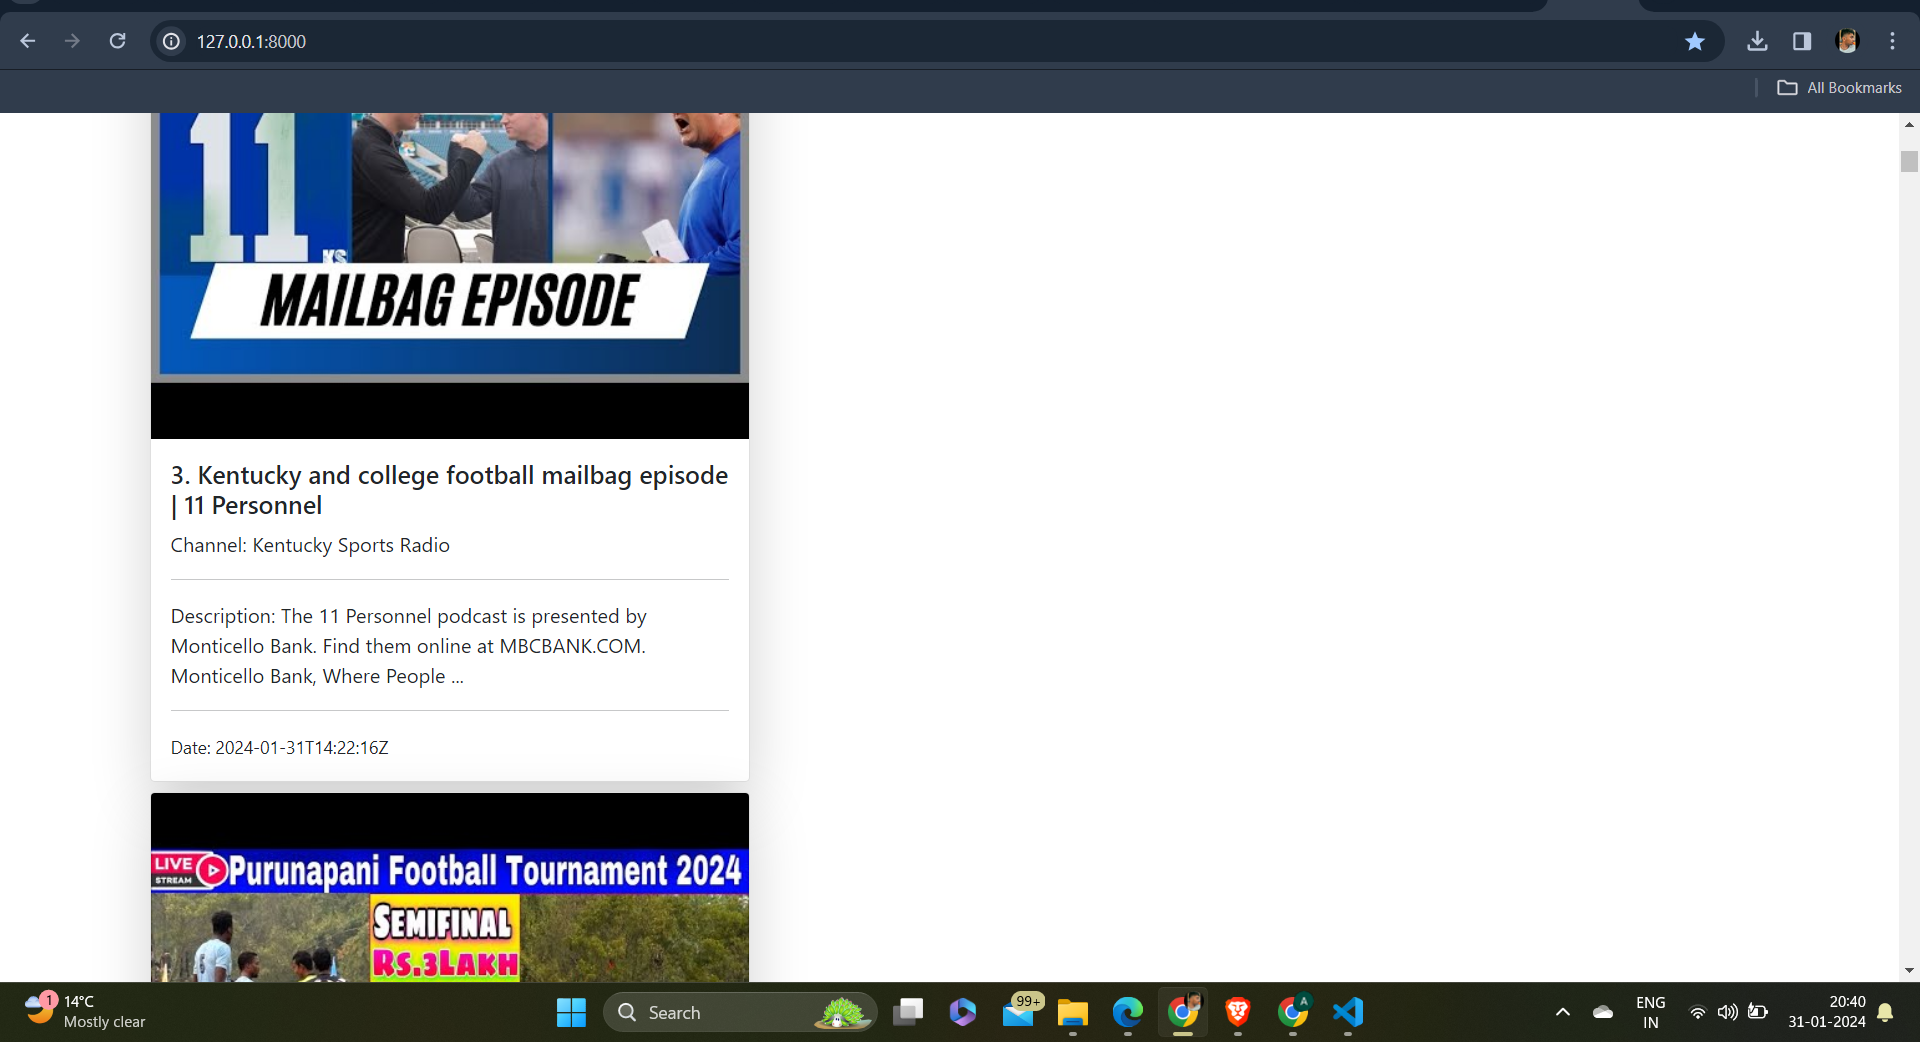 127.0.0.1:8000
All Bookmarks
11
KS
MAILBAG EPISODE
3. Kentucky and college football mailbag episode
| 11 Personnel
Channel: Kentucky Sports Radio
Description: The 11 Personnel podcast is presented by
Monticello Bank. Find them online at MBCBANK.COM.
Monticello Bank, Where People ...
Date: 2024-01-31T14:22:16Z
LIVE
STREAM
Purunapani Football Tournament 2024
SEMIFINAL
RS.3LAKH
5
1
14°C
Mostly clear
Search
99+
A
ENG
IN
20:40
31-01-2024